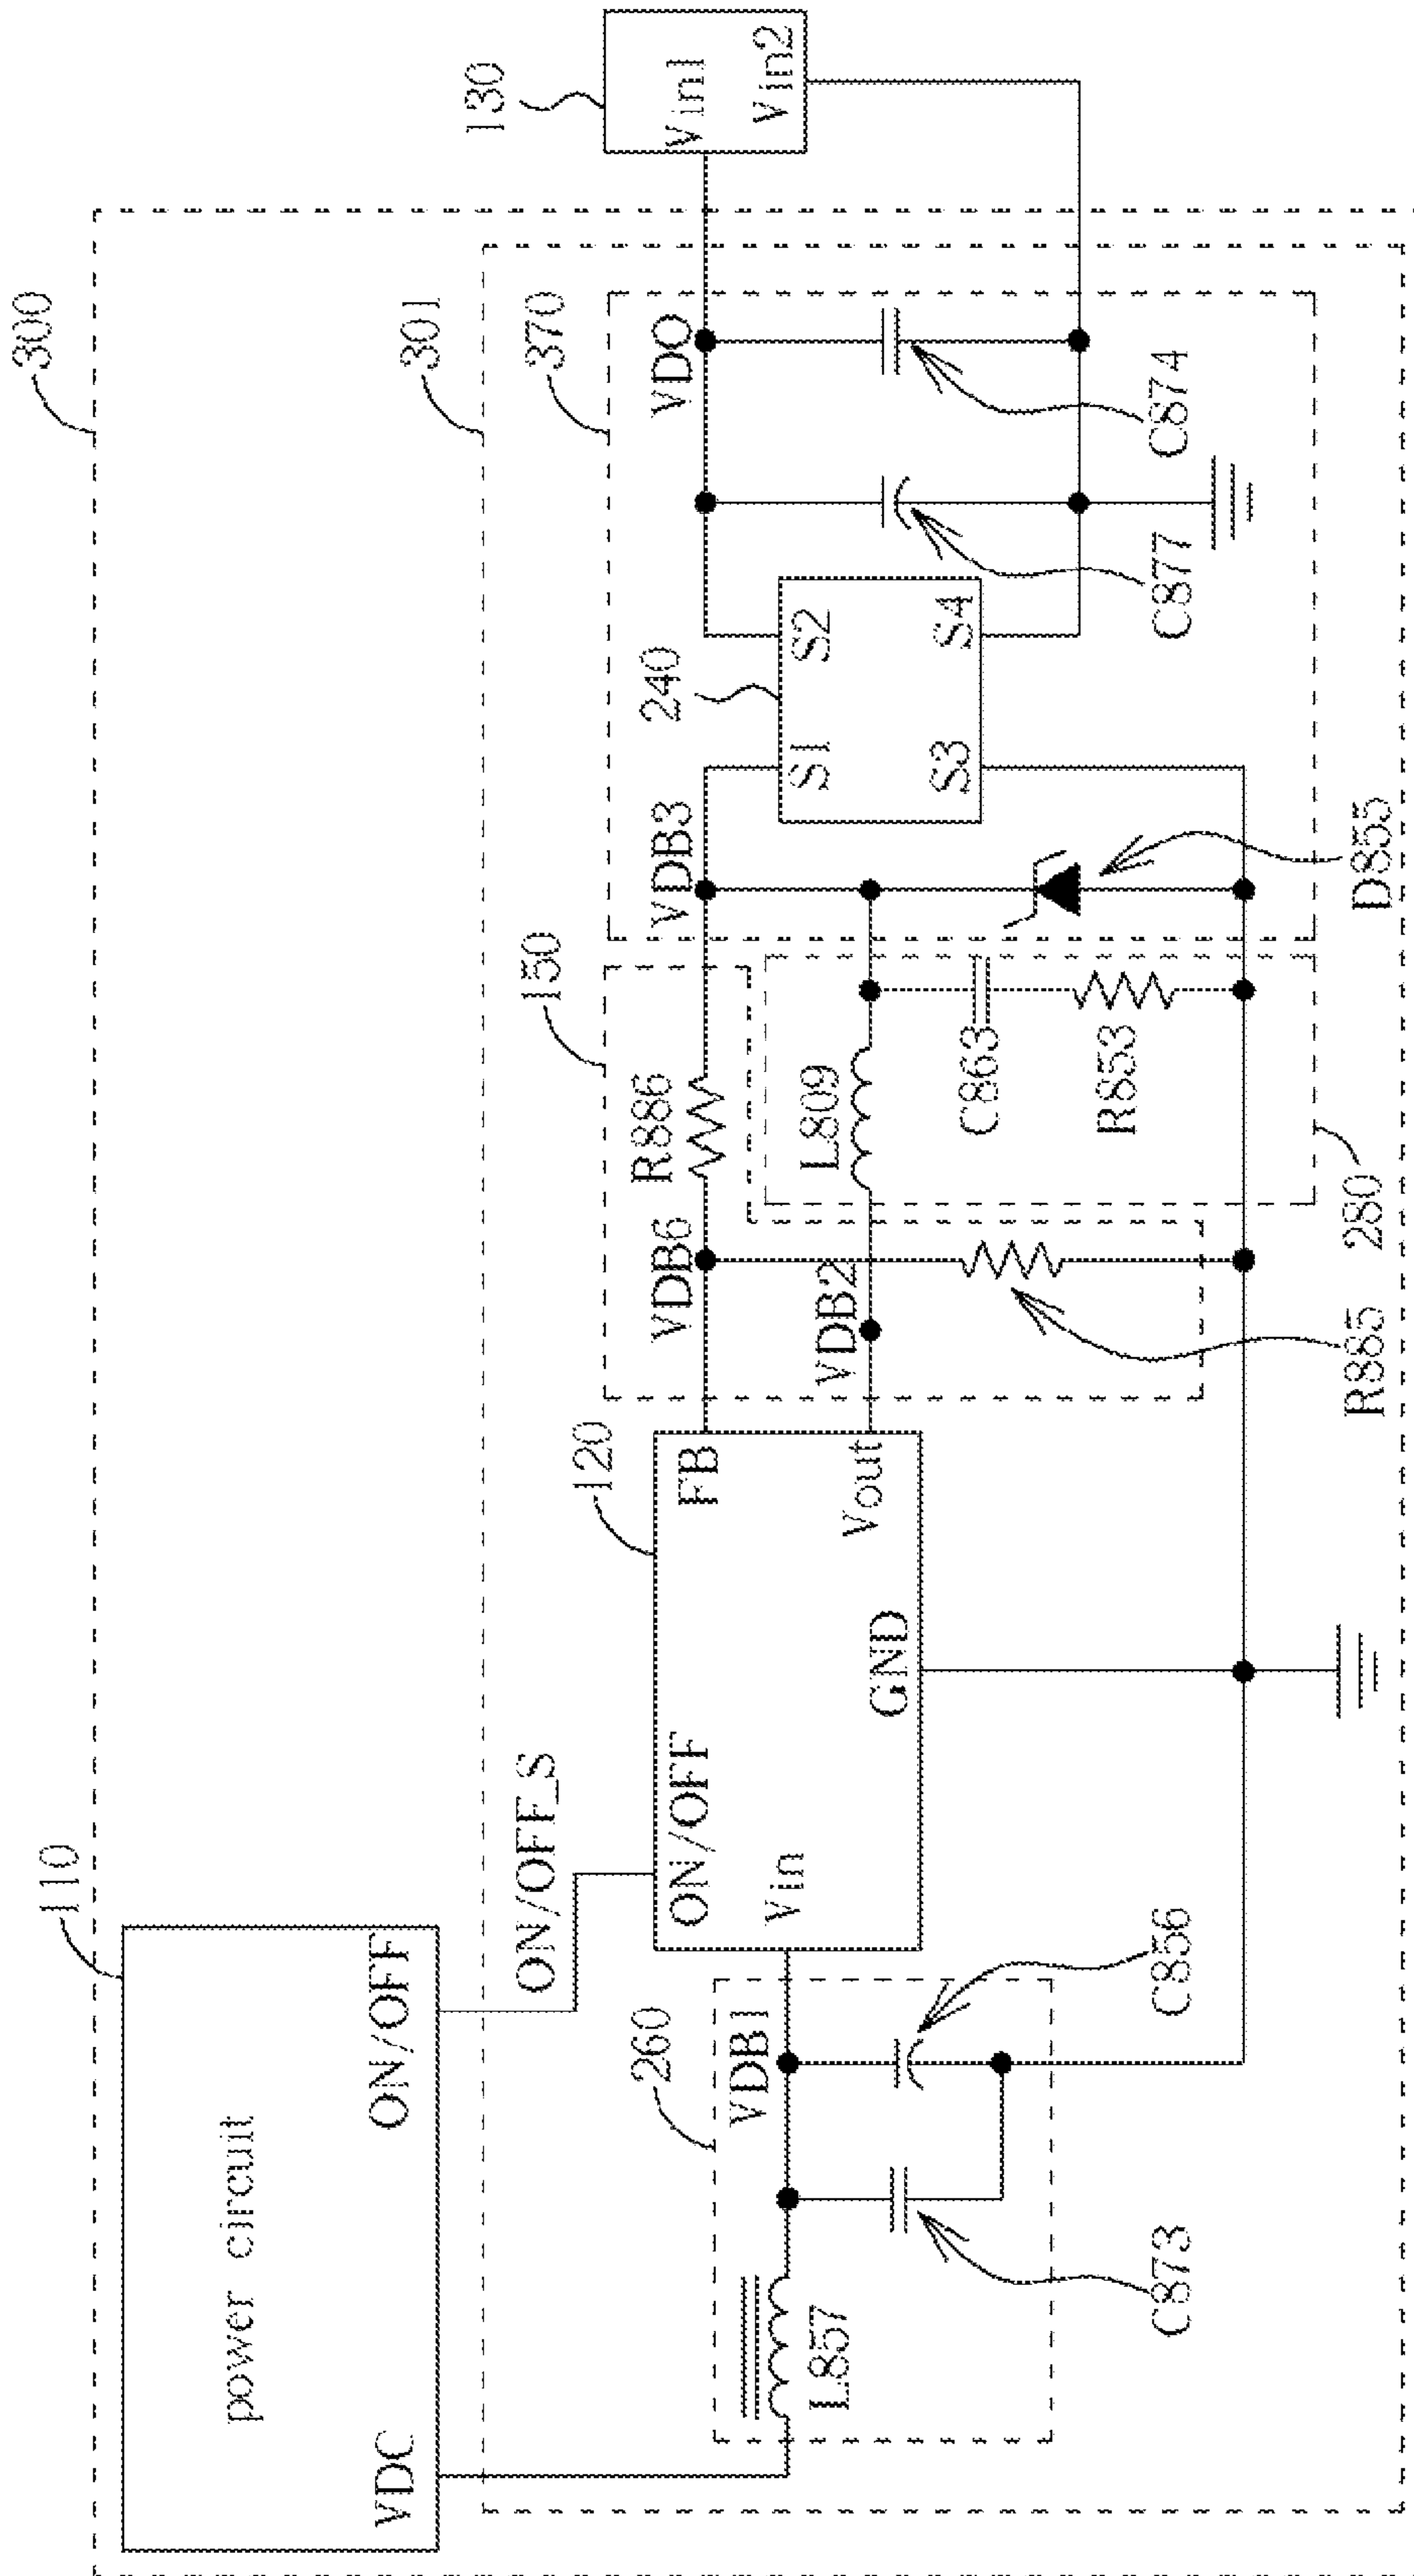 300
110
power circuit
VDC
ON/OFF
ON/OFF_S
301
260
L857
VDB1
C873
C856
120
ON/OFF
Vin
FB
Vout
GND
150
VDB6
R886
VDB2
R885
L809
C863
R853
280
370
VDB3
D855
240
S1
S2
S3
S4
VDO
C877
C874
130
Vin1
Vin2